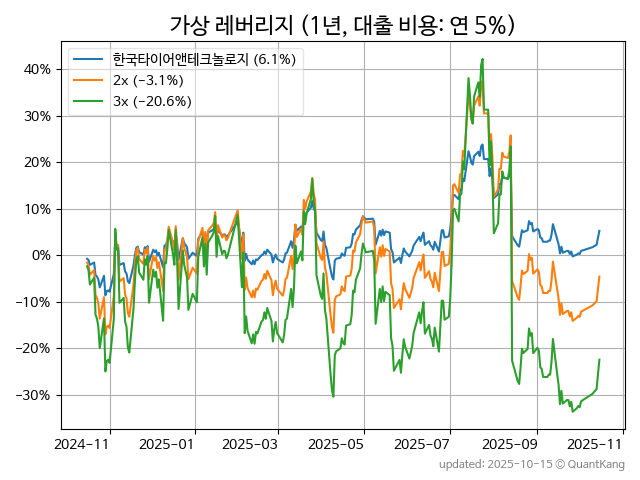 가상 레버리지 (1년, 대출 비용: 연 5%)
한국타이어앤테크놀로지 (6.1%)
2x (−3.1%)
3x (−20.6%)
40%
30%
20%
10%
0%
−10%
−20%
−30%
2024-11 2025-01 2025-03 2025-05 2025-07 2025-09 2025-11
updated: 2025-10-15 © QuantKang